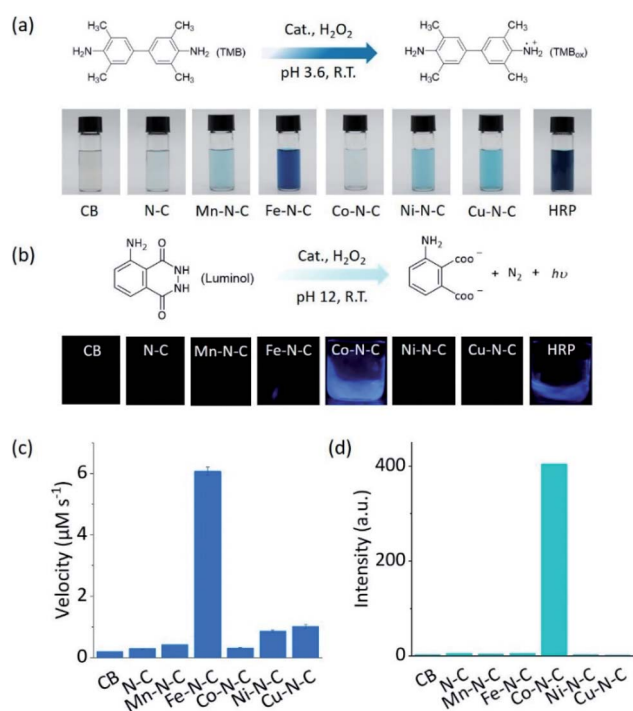 (a)
CH₃ H₃C
Cat., H₂O₂
CH₃ H₃C
H₂N NH₂ (TMB)
H₂N NH₂ (TMBox)
•+
pH 3.6, R.T.
H₃C CH₃
H₃C CH₃
CB N-C Mn-N-C Fe-N-C Co-N-C Ni-N-C Cu-N-C HRP
(b)
NH₂ O
Cat., H₂O₂
NH₂
COO⁻
NH
NH (Luminol)
+ N₂ + hυ
O
pH 12, R.T.
COO⁻
CB N-C Mn-N-C Fe-N-C Co-N-C Ni-N-C Cu-N-C HRP
(c)
Velocity (μM s⁻¹)
6
4
2
0
CB N-C Mn-N-C Fe-N-C Co-N-C Ni-N-C Cu-N-C
(d)
Intensity (a.u.)
400
200
0
CB N-C Mn-N-C Fe-N-C Co-N-C Ni-N-C Cu-N-C